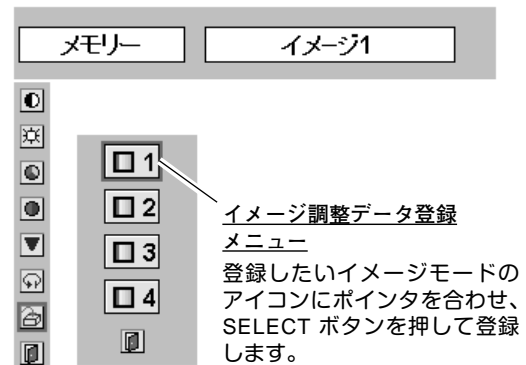 メモリー
イメージ1
1
2
3
4
イメージ調整データ登録
メニュー
登録したいイメージモードの
アイコンにポインタを合わせ、
SELECT ボタンを押して登録
します。